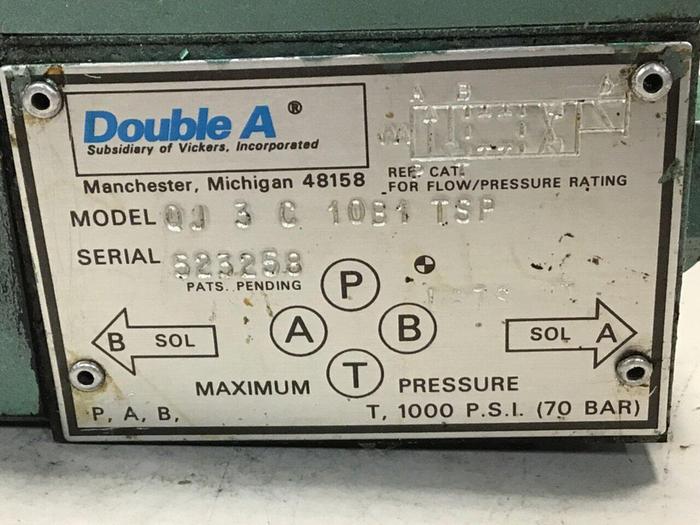 Double A ®
Subsidiary of Vickers, Incorporated
A B
Manchester, Michigan 48158
REF. CAT.
FOR FLOW/PRESSURE RATING
MODEL QJ 3 C 10B1 TSP
SERIAL 523258
PATS. PENDING
P
A B
T
B SOL
SOL A
MAXIMUM PRESSURE
P, A, B, T, 1000 P.S.I. (70 BAR)